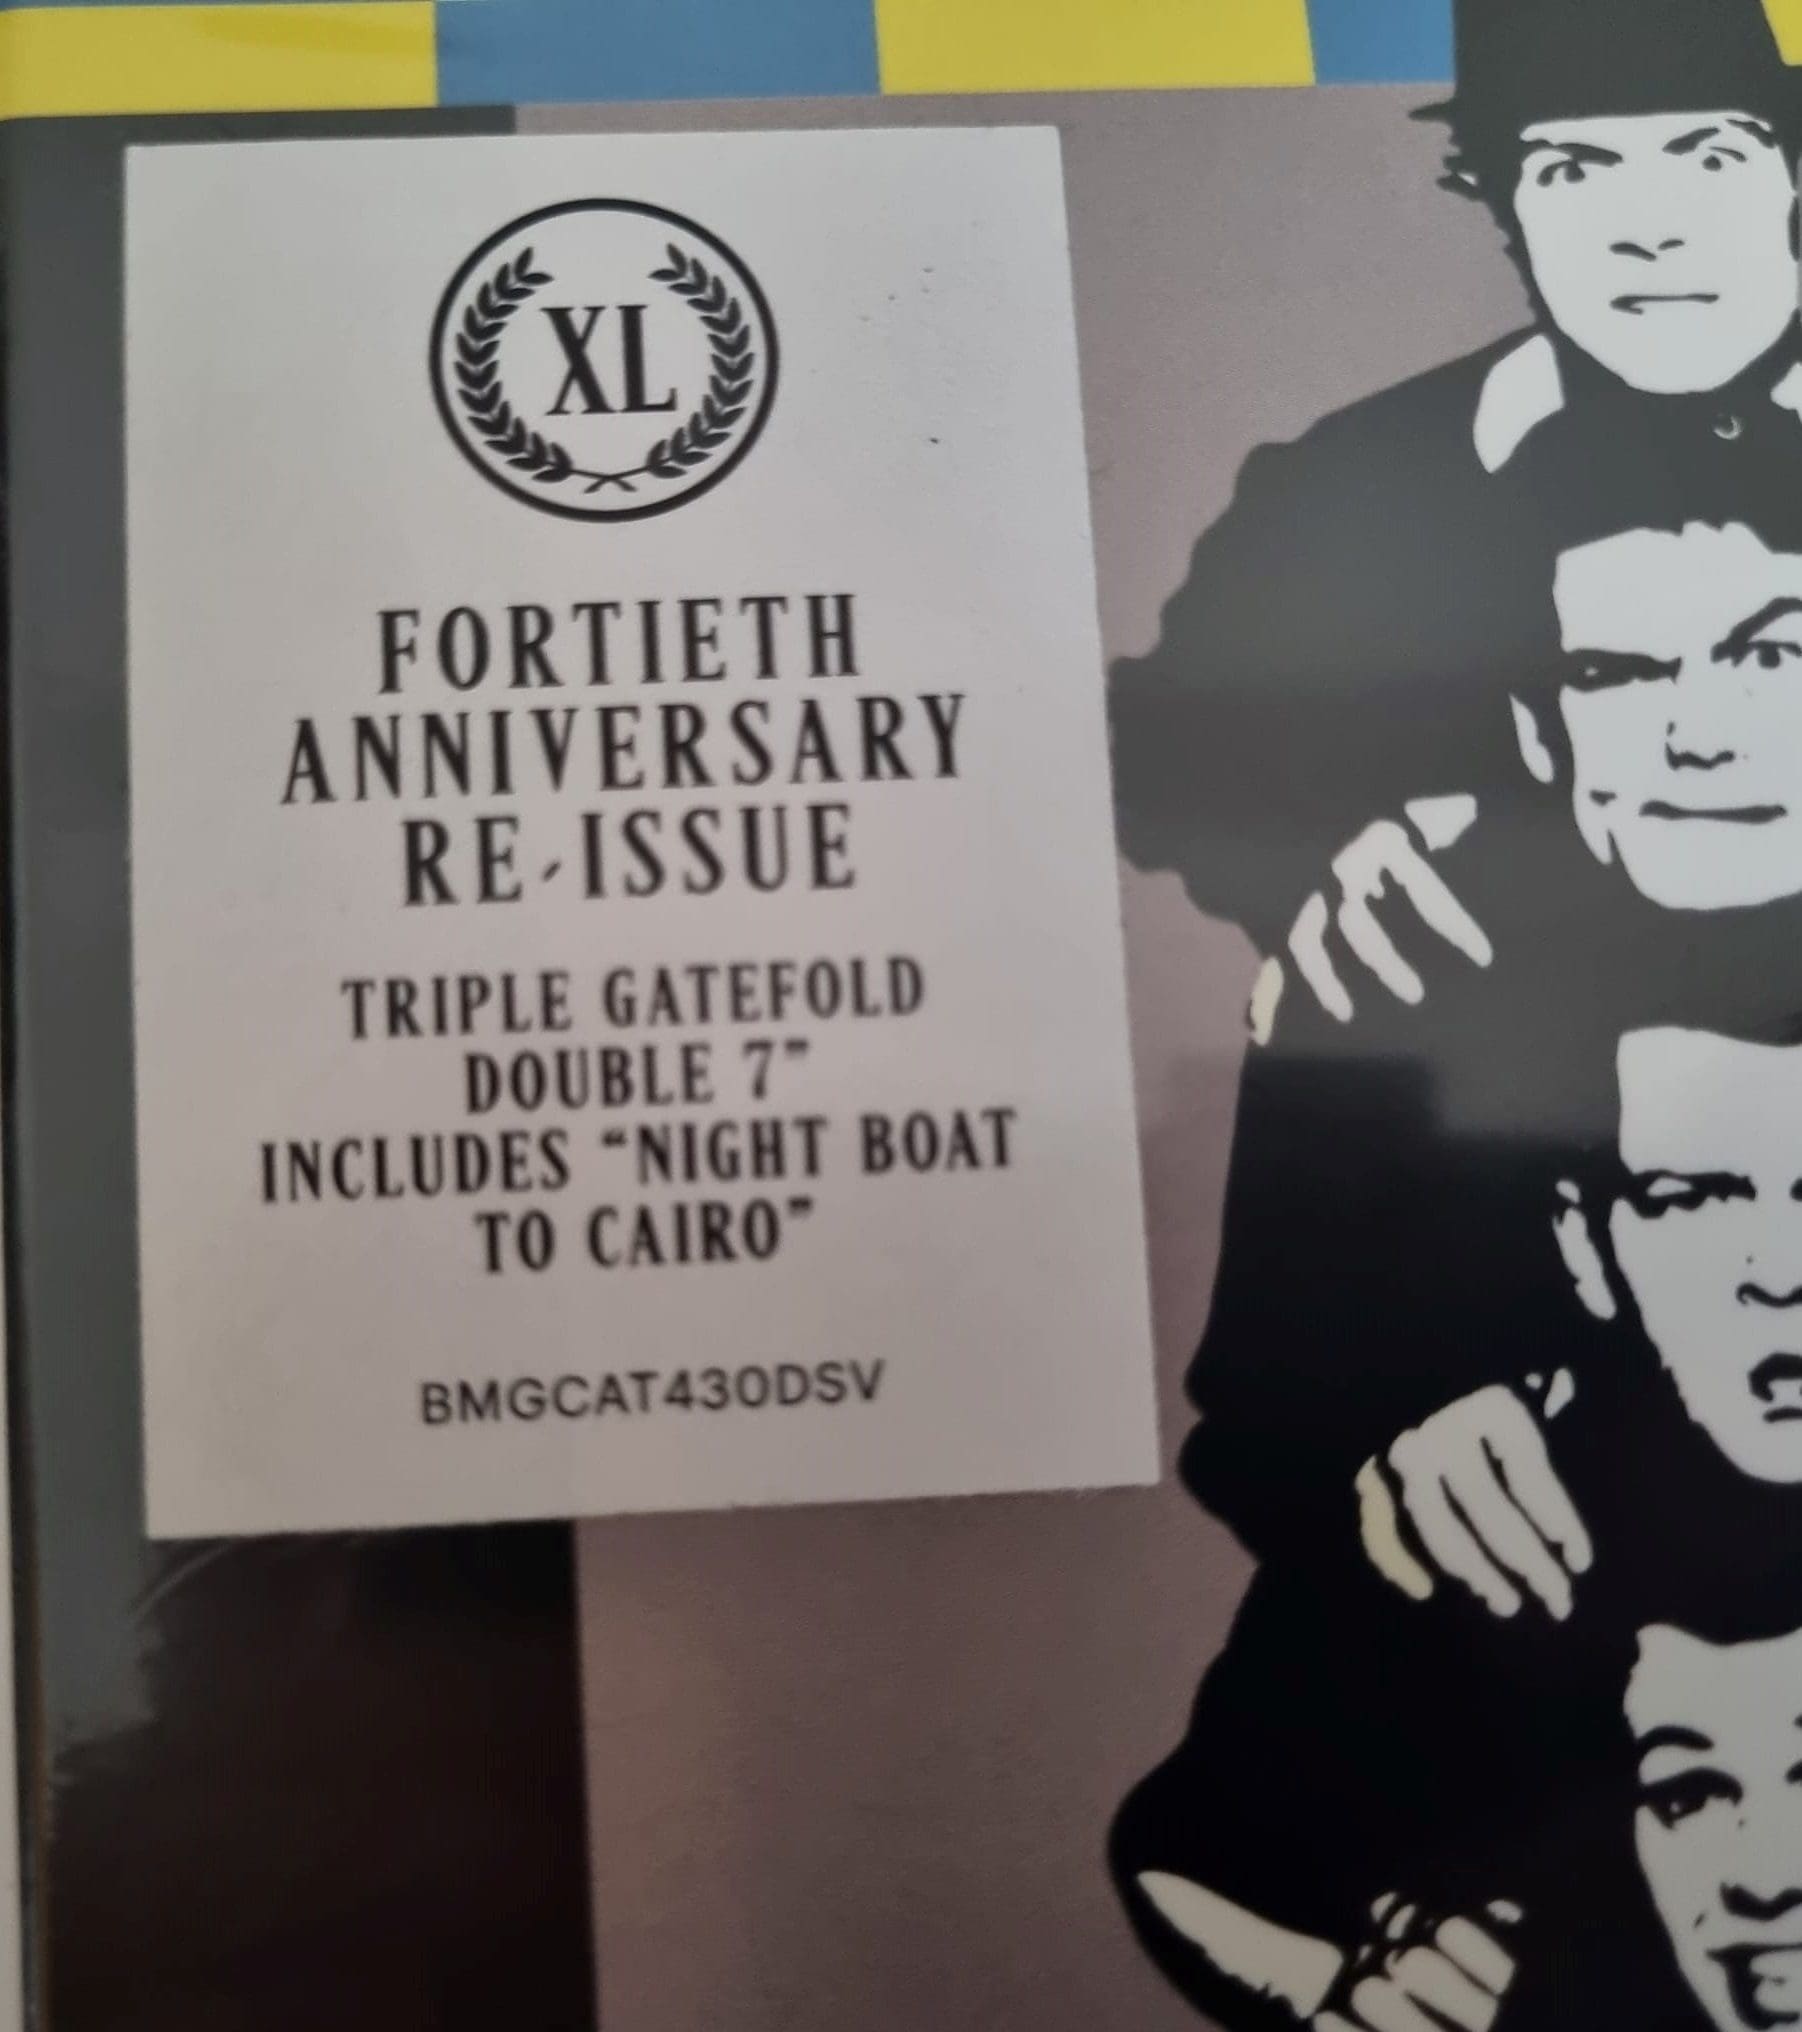 XL
FORTIETH
ANNIVERSARY
RE-ISSUE
TRIPLE GATEFOLD
DOUBLE 7”
INCLUDES “NIGHT BOAT
TO CAIRO”
BMGCAT430DSV